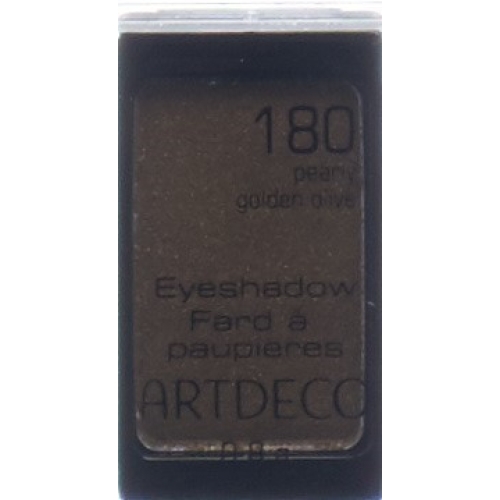 180
pearly
golden olive
Eyeshadow
Fard à
paupieres
ARTDECO